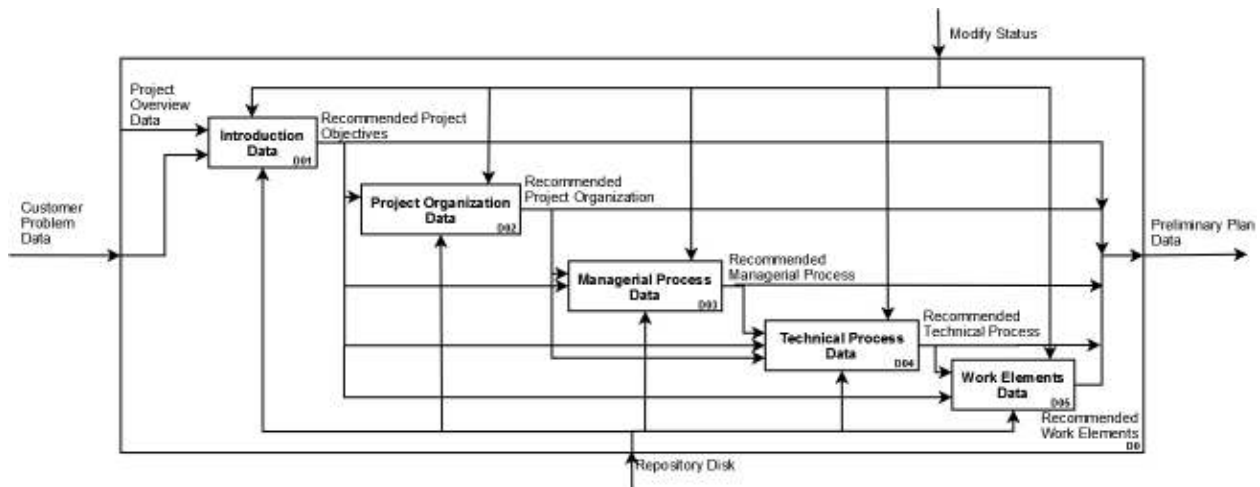 Modify Status
Project
Overview
Data
Recommended Project
Objectives
Introduction
Data
D01
Recommended
Project Organization
Project Organization
Data
D02
Customer
Problem
Data
Preliminary Plan
Data
Recommended
Managerial Process
Managerial Process
Data
D03
Recommended
Technical Process
Technical Process
Data
D04
Work Elements
Data
D05
Recommended
Work Elements
D0
Repository Disk